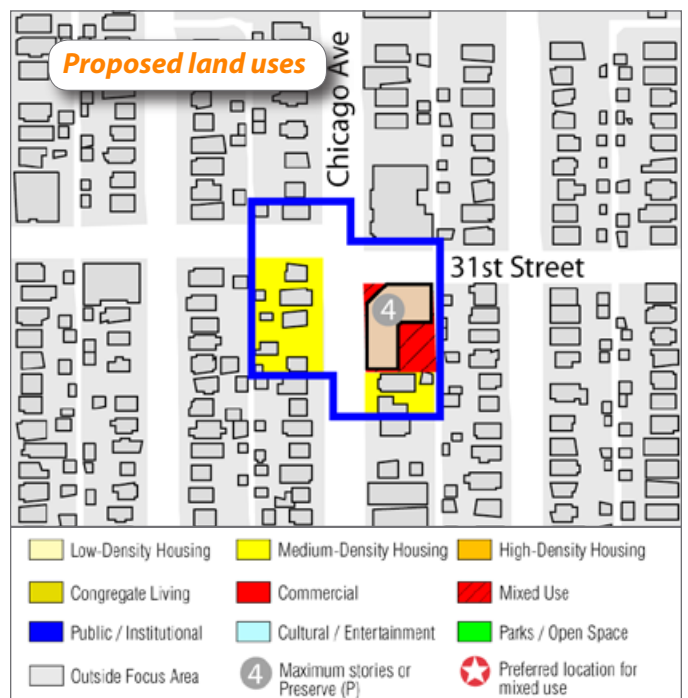 Proposed land uses
Chicago Ave
31st Street
4
Low-Density Housing
Medium-Density Housing
High-Density Housing
Congregate Living
Commercial
Mixed Use
Public / Institutional
Cultural / Entertainment
Parks / Open Space
Outside Focus Area
4
Maximum stories or
Preserve (P)
Preferred location for
mixed use